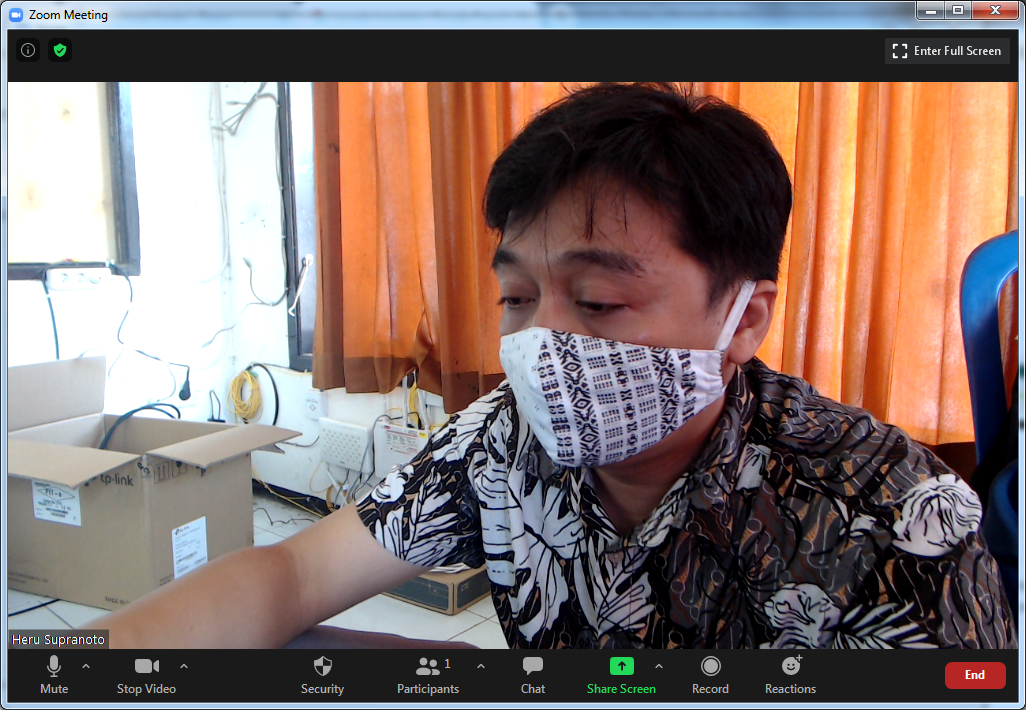 Zoom Meeting
Enter Full Screen
tp-link
Heru Supranoto
1
Mute
Stop Video
Security
Participants
Chat
Share Screen
Record
Reactions
End